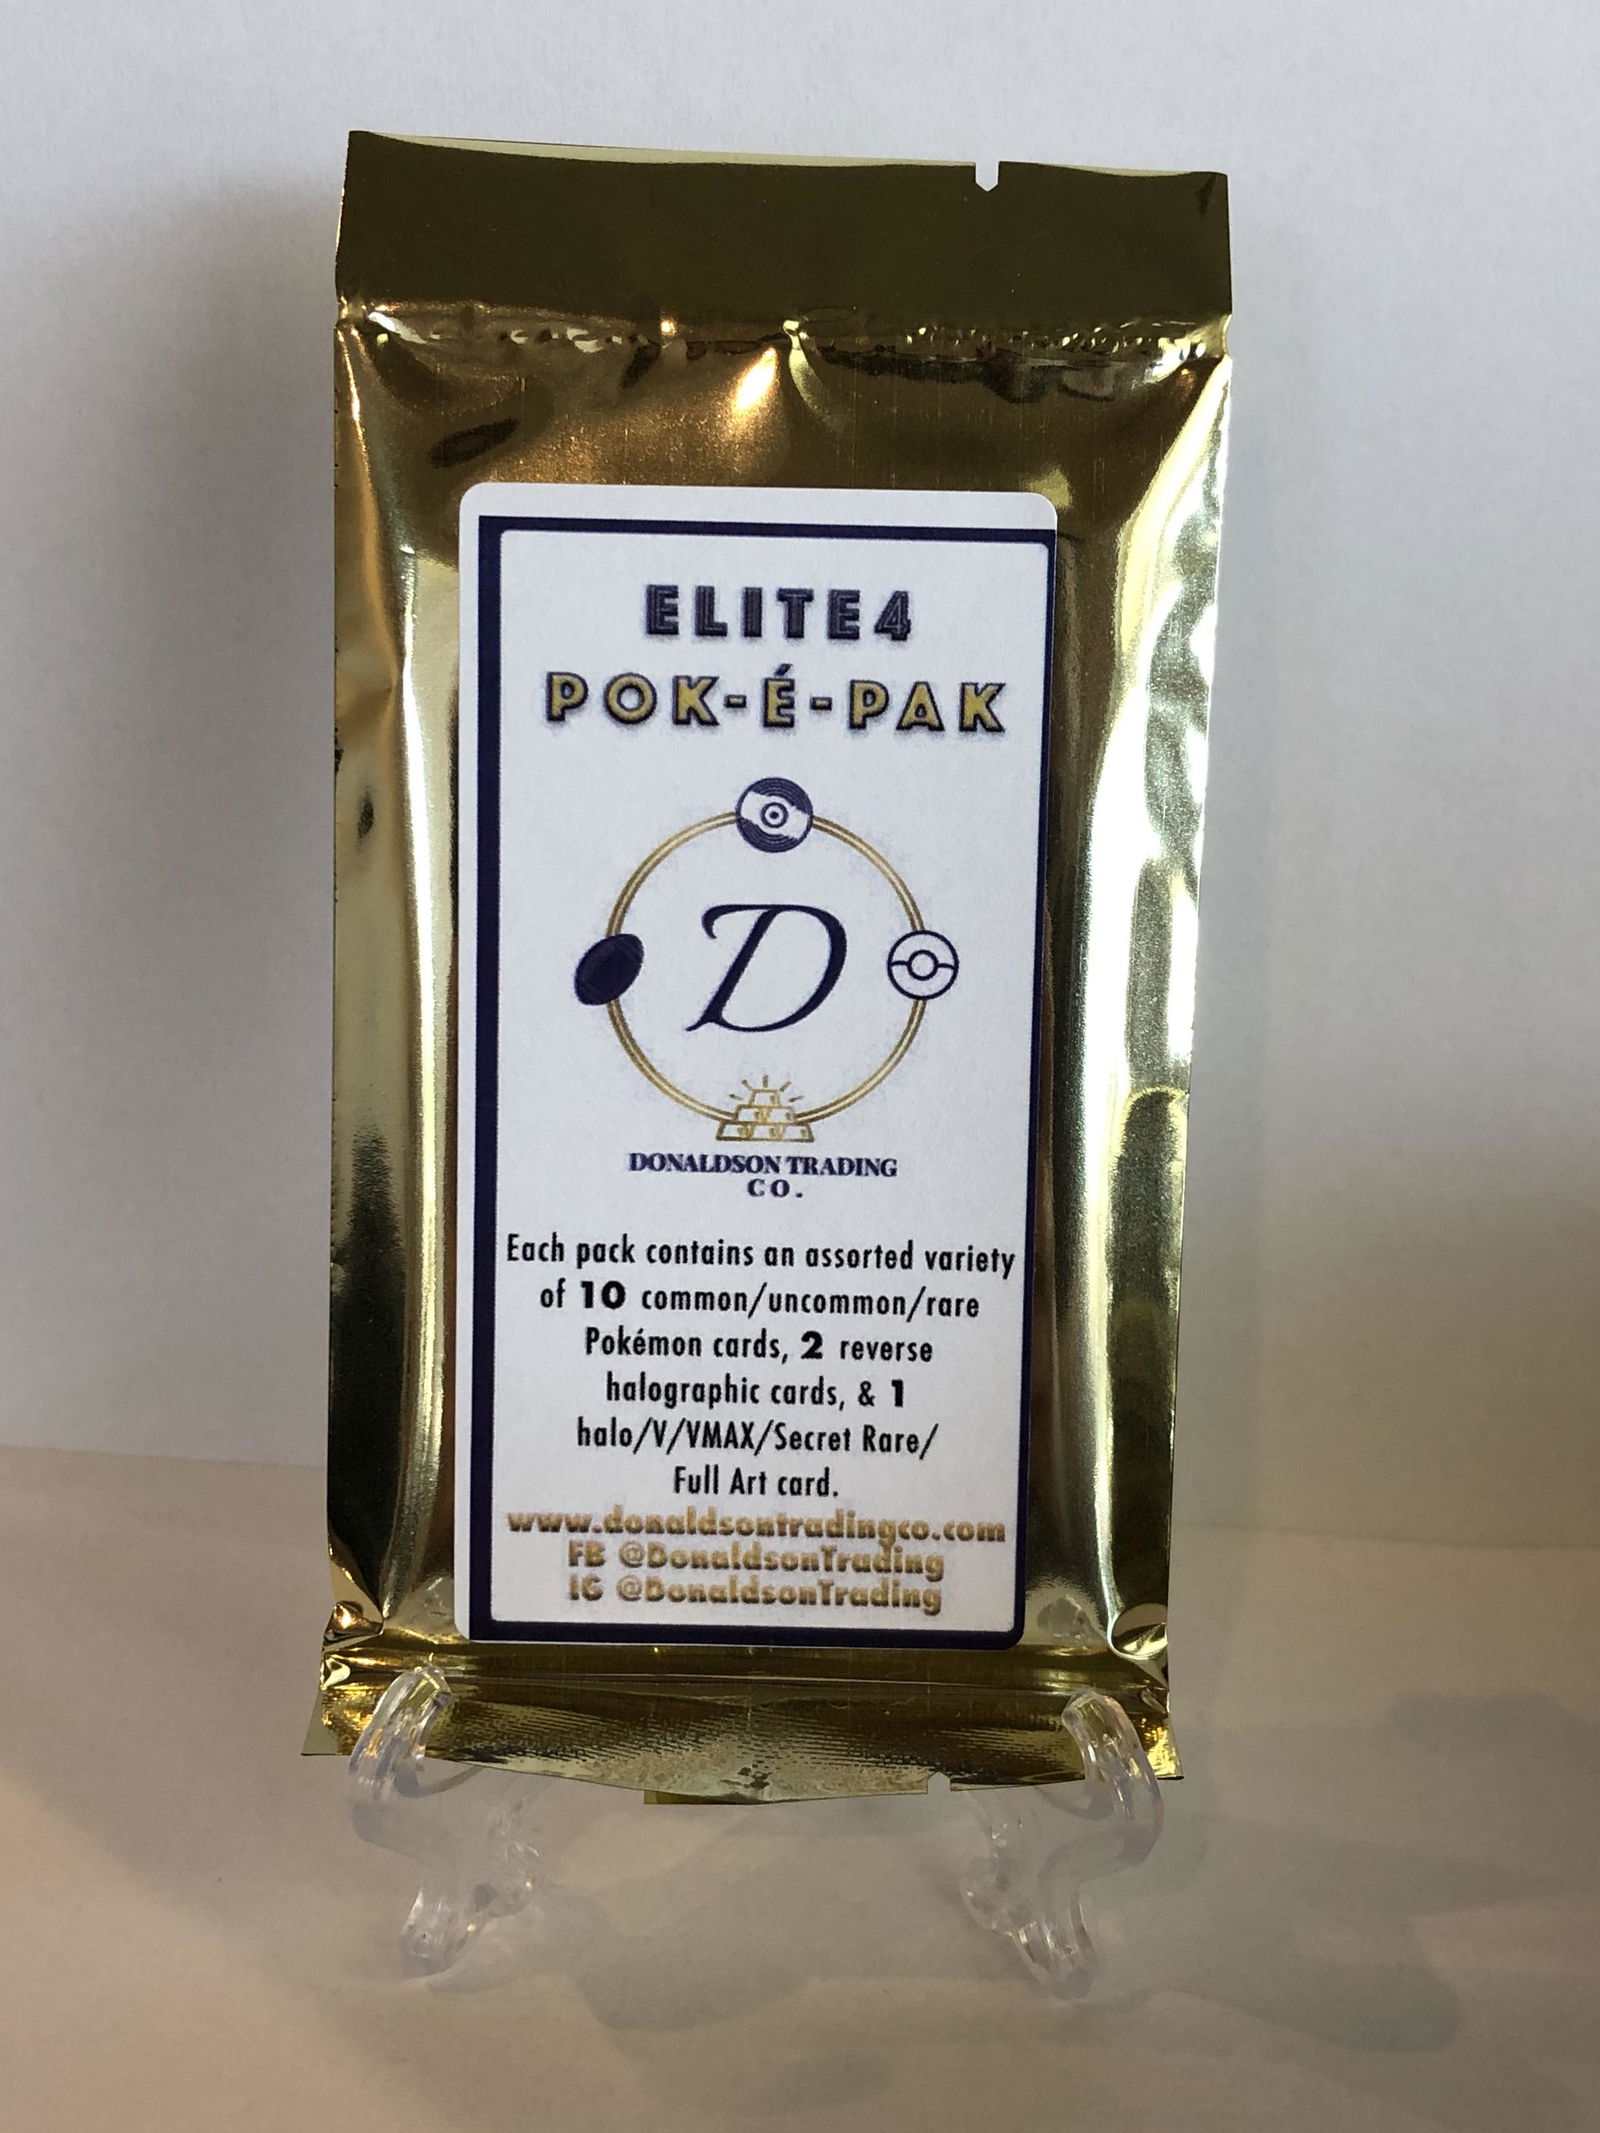 ELITE4
POK-É-PAK
D
DONALDSON TRADING
CO.
Each pack contains an assorted variety
of 10 common/uncommon/rare
Pokémon cards, 2 reverse
halographic cards, & 1
halo/V/VMAX/Secret Rare/
Full Art card.
www.donaldsontradingco.com
FB @DonaldsonTrading
IG @DonaldsonTrading